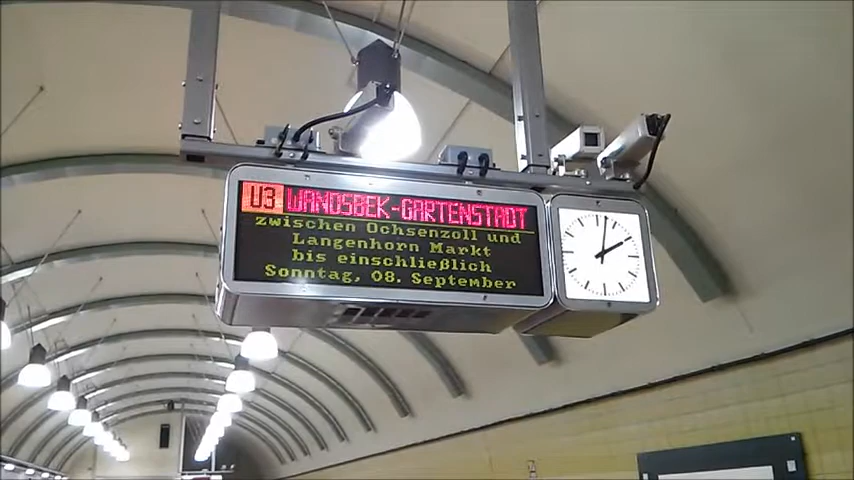 U3 WANDSBEK-GARTENSTADT
zwischen Ochsenzoll und
Langenhorn Markt
bis einschließlich
Sonntag, 08. September